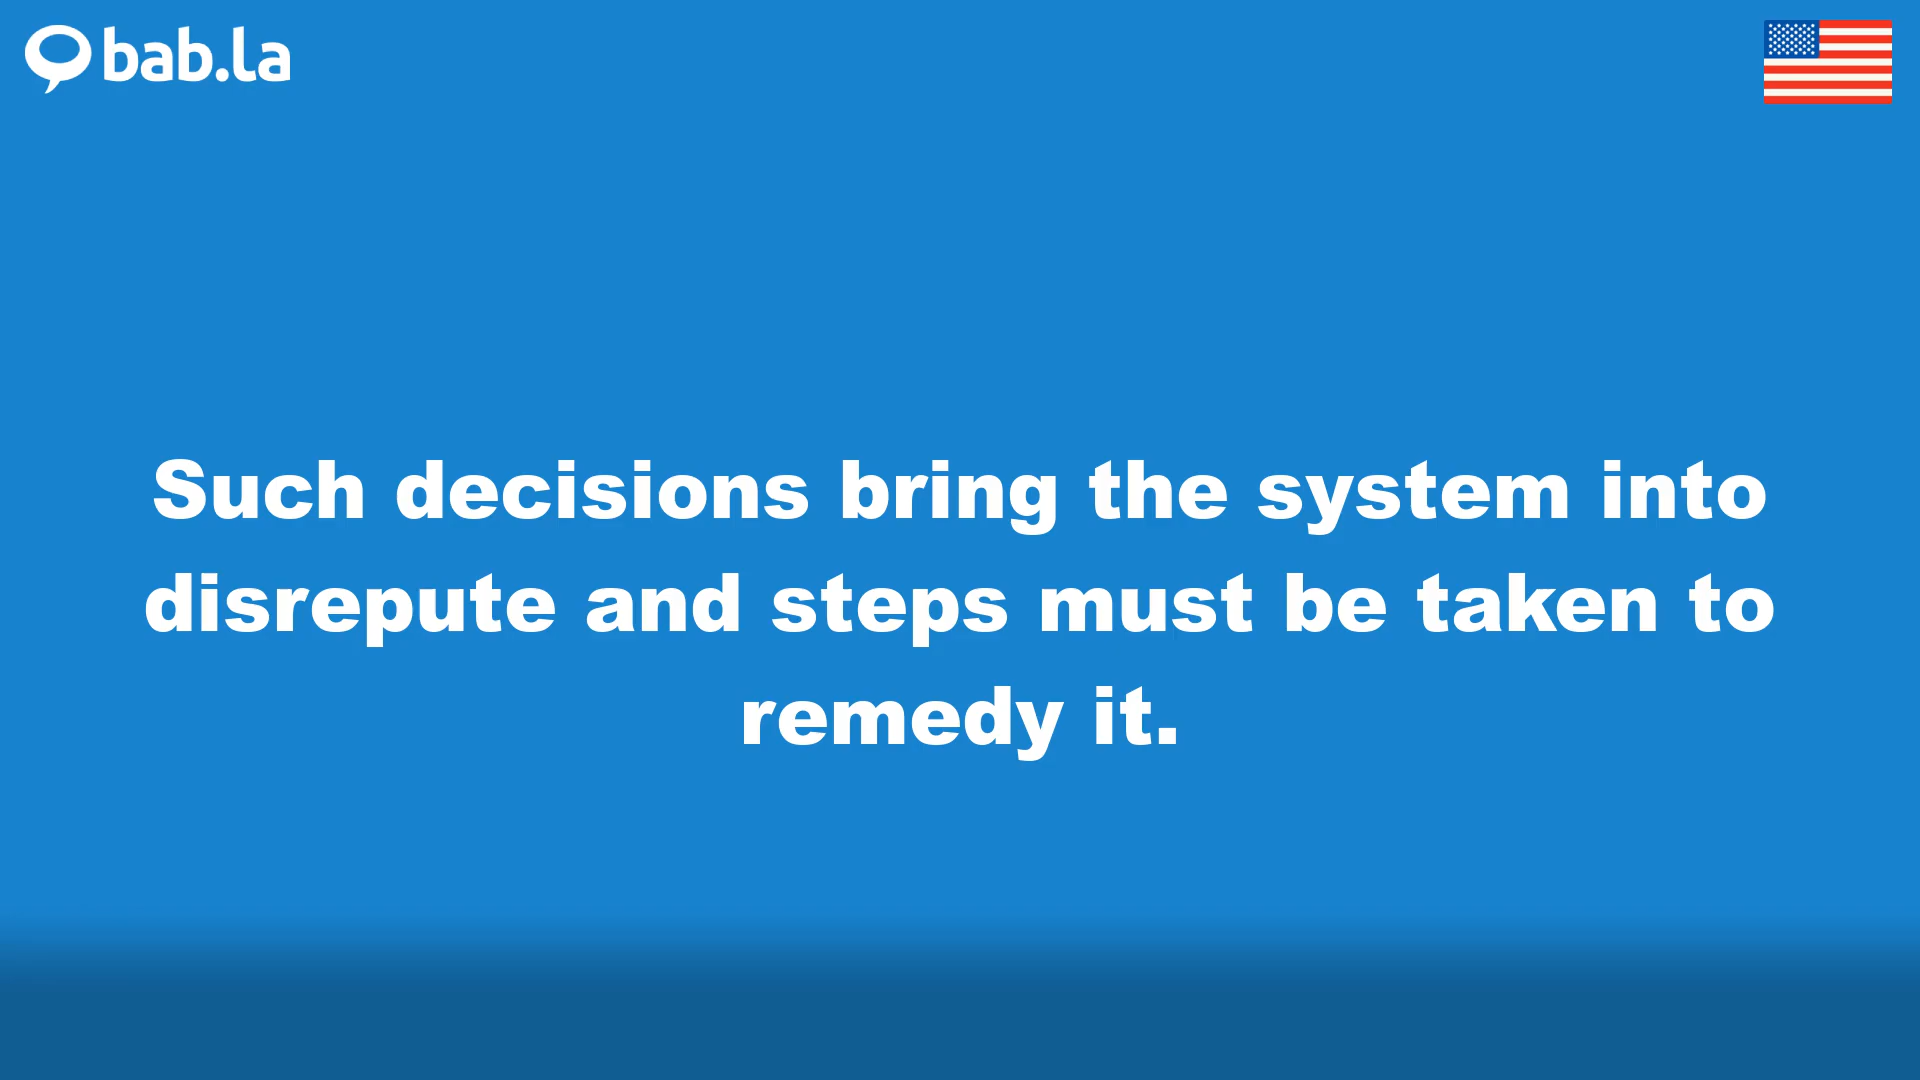 bab.la
Such decisions bring the system into
disrepute and steps must be taken to
remedy it.